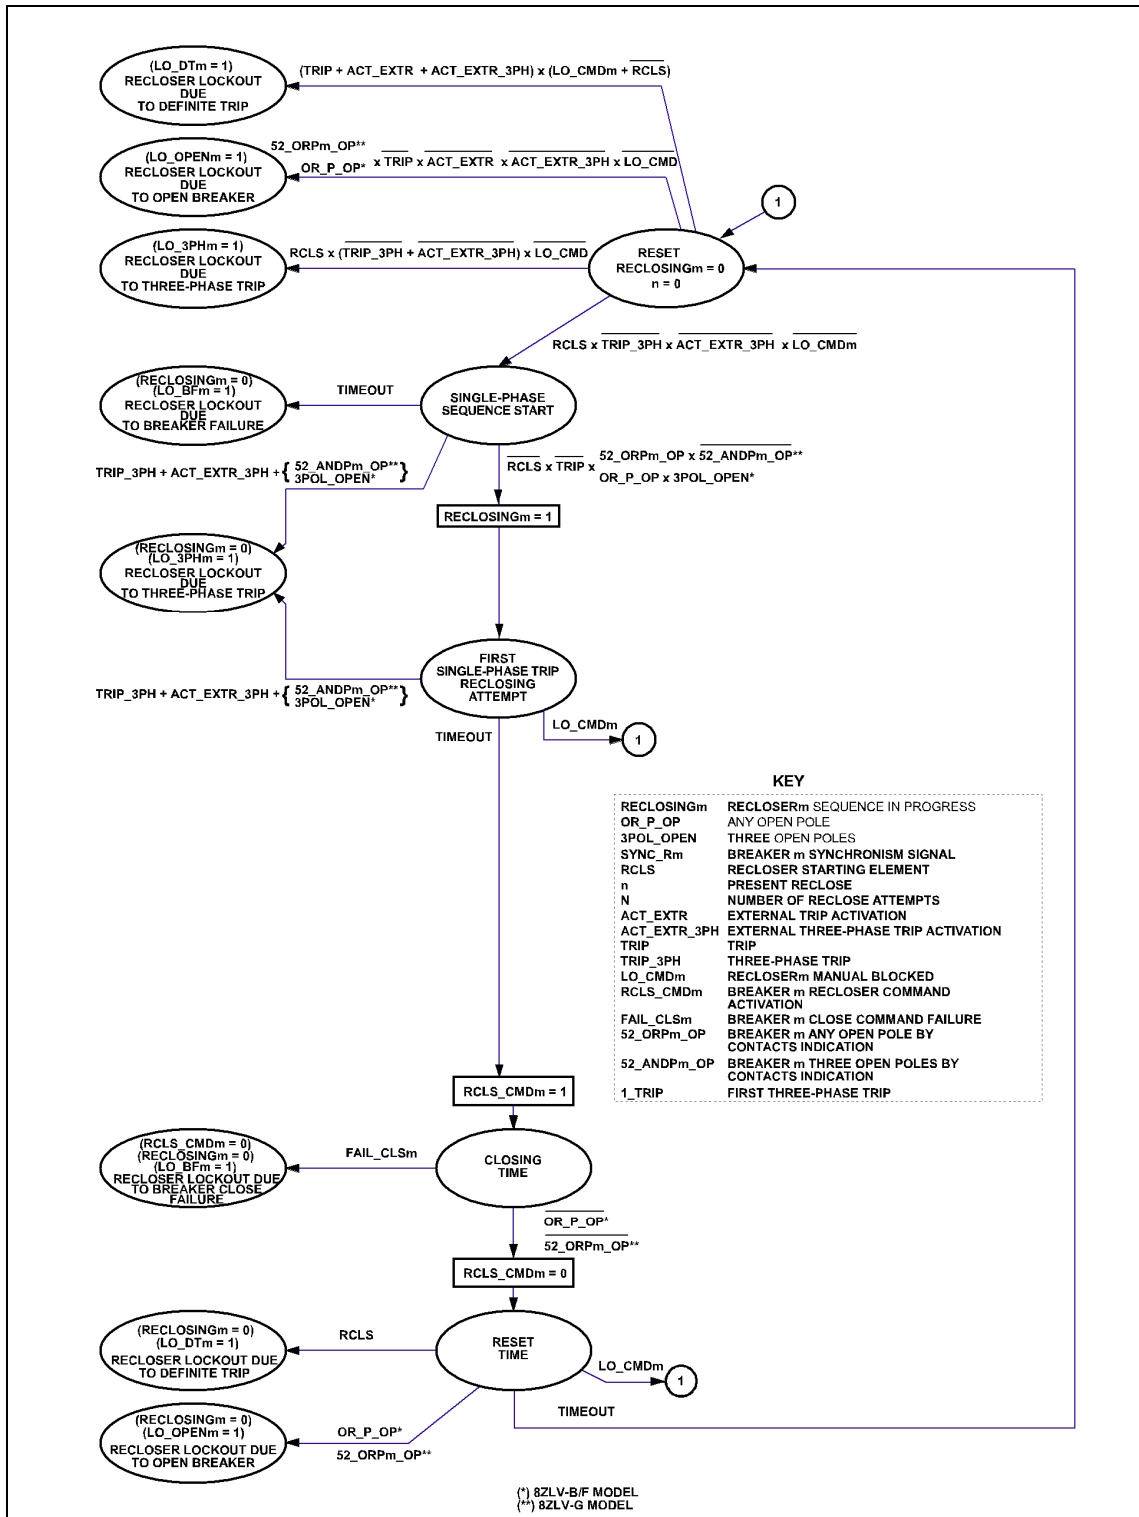 (LO_DTm = 1)
RECLOSER LOCKOUT
DUE
TO DEFINITE TRIP
(TRIP + ACT_EXTR + ACT_EXTR_3PH) x (LO_CMDm + RCLS)
(LO_OPENm = 1)
RECLOSER LOCKOUT
DUE
TO OPEN BREAKER
52_ORPm_OP**
OR_P_OP*
x TRIP x ACT_EXTR x ACT_EXTR_3PH x LO_CMD
1
(LO_3PHm = 1)
RECLOSER LOCKOUT
DUE
TO THREE-PHASE TRIP
RCLS x (TRIP_3PH + ACT_EXTR_3PH) x LO_CMD
RESET
RECLOSINGm = 0
n = 0
RCLS x TRIP_3PH x ACT_EXTR_3PH x LO_CMDm
(RECLOSINGm = 0)
(LO_BFm = 1)
RECLOSER LOCKOUT
DUE
TO BREAKER FAILURE
TIMEOUT
SINGLE-PHASE
SEQUENCE START
TRIP_3PH + ACT_EXTR_3PH + { 52_ANDPm_OP** }
3POL_OPEN*
RCLS x TRIP x 52_ORPm_OP x 52_ANDPm_OP**
OR_P_OP x 3POL_OPEN*
RECLOSINGm = 1
(RECLOSINGm = 0)
(LO_3PHm = 1)
RECLOSER LOCKOUT
DUE
TO THREE-PHASE TRIP
FIRST
SINGLE-PHASE TRIP
RECLOSING
ATTEMPT
TRIP_3PH + ACT_EXTR_3PH + { 52_ANDPm_OP** }
3POL_OPEN*
TIMEOUT
LO_CMDm
1
KEY
RECLOSINGm RECLOSERm SEQUENCE IN PROGRESS
OR_P_OP ANY OPEN POLE
3POL_OPEN THREE OPEN POLES
SYNC_Rm BREAKER m SYNCHRONISM SIGNAL
RCLS RECLOSER STARTING ELEMENT
n PRESENT RECLOSE
N NUMBER OF RECLOSE ATTEMPTS
ACT_EXTR EXTERNAL TRIP ACTIVATION
ACT_EXTR_3PH EXTERNAL THREE-PHASE TRIP ACTIVATION
TRIP TRIP
TRIP_3PH THREE-PHASE TRIP
LO_CMDm RECLOSERm MANUAL BLOCKED
RCLS_CMDm BREAKER m RECLOSER COMMAND
ACTIVATION
FAIL_CLSm BREAKER m CLOSE COMMAND FAILURE
52_ORPm_OP BREAKER m ANY OPEN POLE BY
CONTACTS INDICATION
52_ANDPm_OP BREAKER m THREE OPEN POLES BY
CONTACTS INDICATION
1_TRIP FIRST THREE-PHASE TRIP
RCLS_CMDm = 1
(RCLS_CMDm = 0)
(RECLOSINGm = 0)
(LO_BFm = 1)
RECLOSER LOCKOUT DUE
TO BREAKER CLOSE
FAILURE
FAIL_CLSm
CLOSING
TIME
OR_P_OP*
52_ORPm_OP**
RCLS_CMDm = 0
(RECLOSINGm = 0)
(LO_DTm = 1)
RECLOSER LOCKOUT DUE
TO DEFINITE TRIP
RCLS
RESET
TIME
LO_CMDm
1
TIMEOUT
(RECLOSINGm = 0)
(LO_OPENm = 1)
RECLOSER LOCKOUT DUE
TO OPEN BREAKER
OR_P_OP*
52_ORPm_OP**
(*) 8ZLV-B/F MODEL
(**) 8ZLV-G MODEL